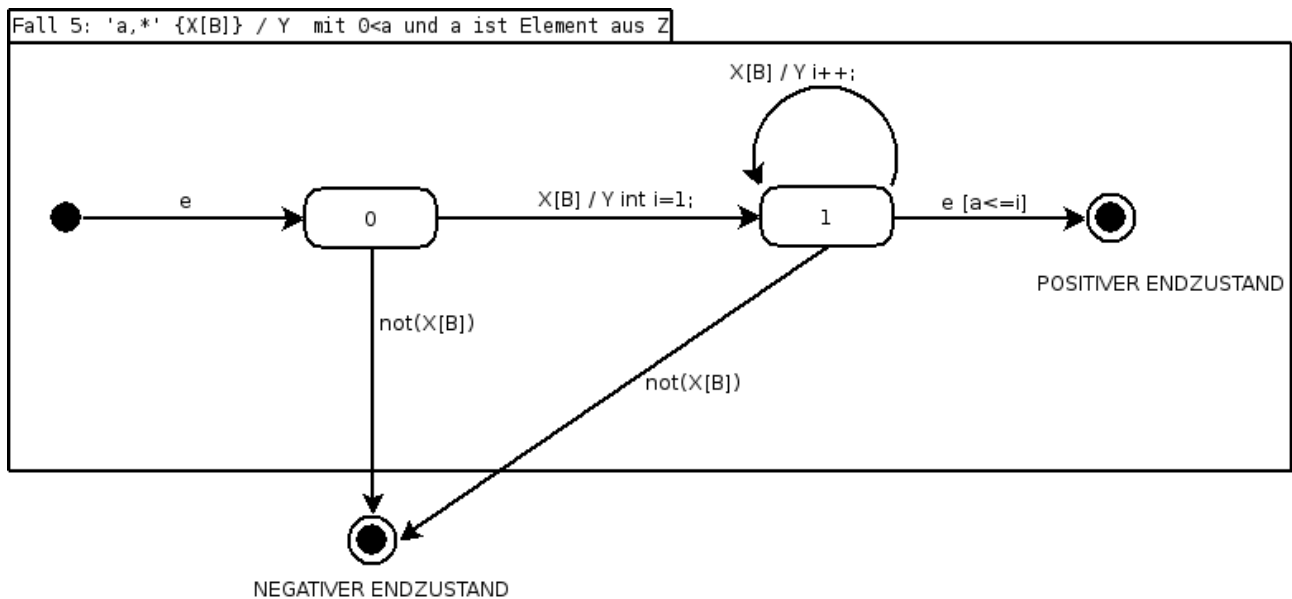 Fall 5: 'a,*' {X[B]} / Y  mit 0<a und a ist Element aus Z
X[B] / Y i++;
e
X[B] / Y int i=1;
e [a<=i]
0
1
POSITIVER ENDZUSTAND
not(X[B])
not(X[B])
NEGATIVER ENDZUSTAND